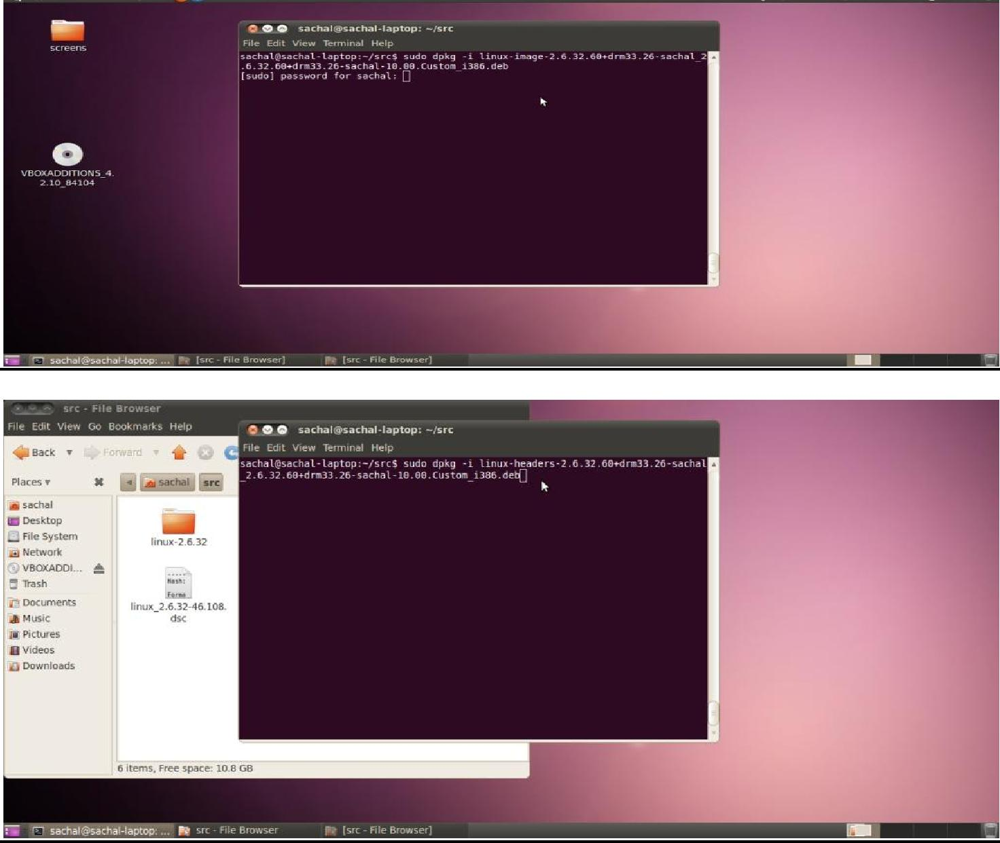 screens
VBOXADDITIONS_4.
2.10_84104
sachal@sachal-laptop: ~/src
File Edit View Terminal Help
sachal@sachal-laptop:~/src$ sudo dpkg -i linux-image-2.6.32.60+drm33.26-sachal_2
.6.32.60+drm33.26-sachal-10.00.Custom_i386.deb
[sudo] password for sachal:
sachal@sachal-laptop: ...
[src - File Browser]
[src - File Browser]
src - File Browser
File Edit View Go Bookmarks Help
Back
Forward
Places
sachal
src
sachal
Desktop
File System
Network
VBOXADDI...
Trash
Documents
Music
Pictures
Videos
Downloads
linux-2.6.32
Hash:
Forma
linux_2.6.32-46.108.
dsc
6 items, Free space: 10.8 GB
sachal@sachal-laptop: ~/src
File Edit View Terminal Help
sachal@sachal-laptop:~/src$ sudo dpkg -i linux-headers-2.6.32.60+drm33.26-sachal
_2.6.32.60+drm33.26-sachal-10.00.Custom_i386.deb
sachal@sachal-laptop: ...
src - File Browser
[src - File Browser]